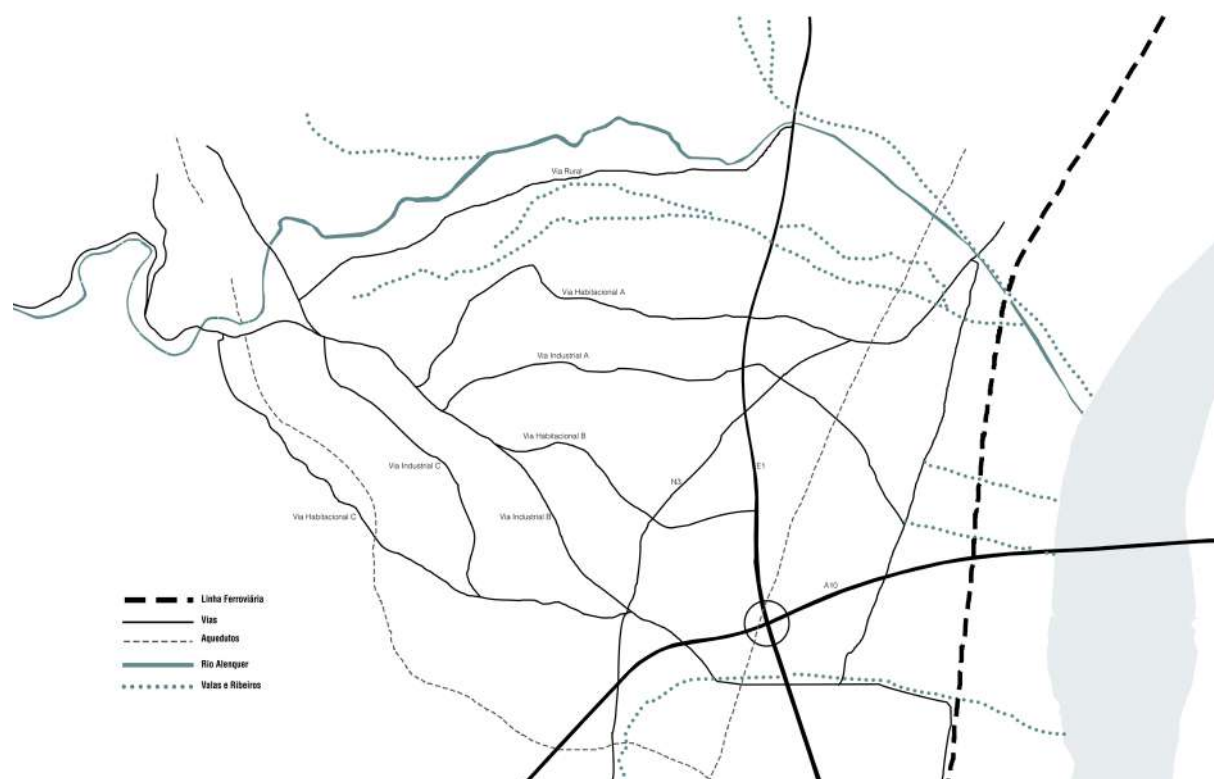 Via Rural
Via Habitacional A
Via Industrial A
Via Habitacional B
Via Industrial C
E1
N3
Via Habitacional C
Via Industrial B
A10
Linha Ferroviária
Vias
Aquedutos
Rio Alenquer
Valas e Ribeiros